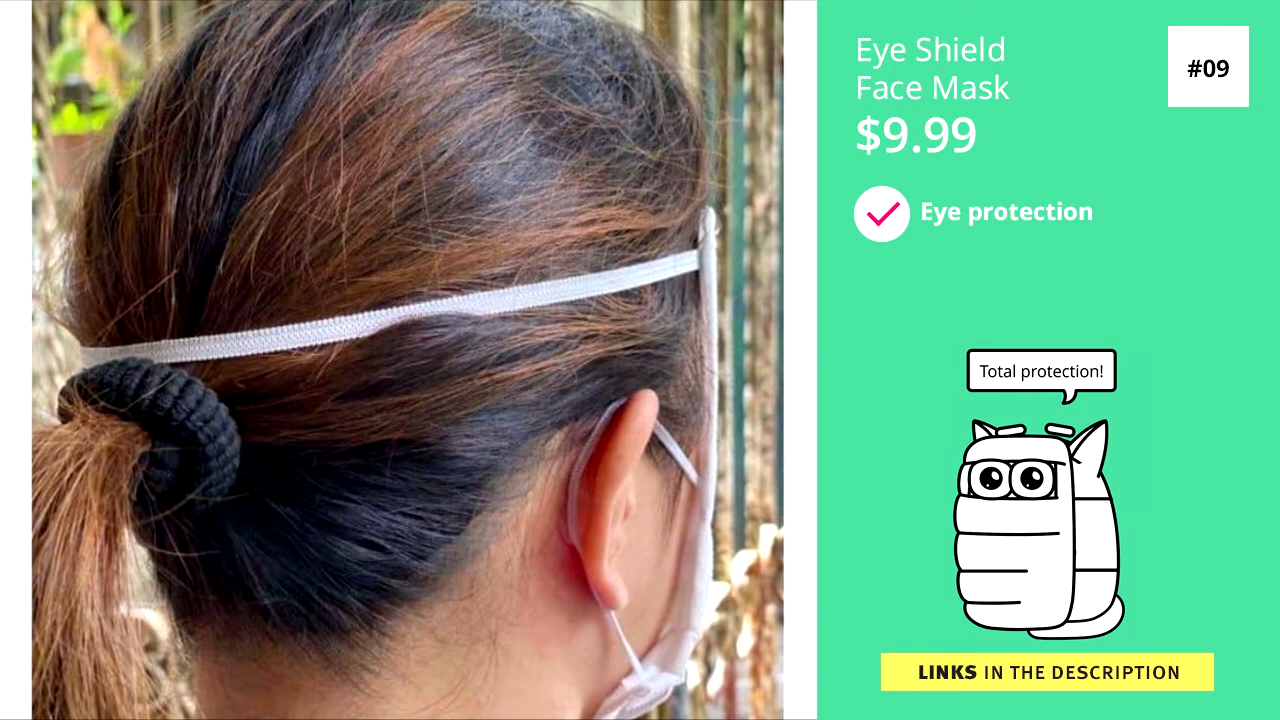 Eye Shield
Face Mask
$9.99
#09
Eye protection
Total protection!
LINKS IN THE DESCRIPTION